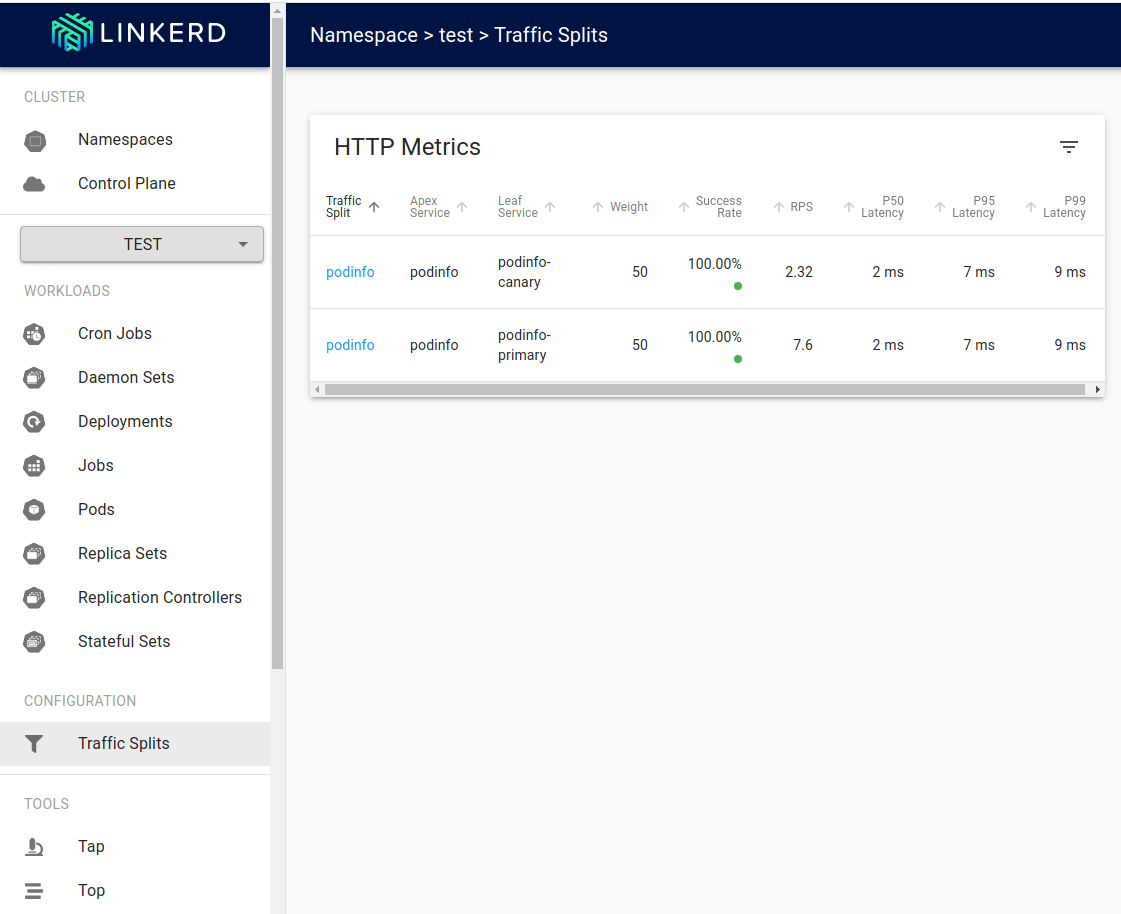 LINKERD
Namespace > test > Traffic Splits
CLUSTER
Namespaces
Control Plane
TEST
WORKLOADS
Cron Jobs
Daemon Sets
Deployments
Jobs
Pods
Replica Sets
Replication Controllers
Stateful Sets
CONFIGURATION
Traffic Splits
TOOLS
Tap
Top
HTTP Metrics
Traffic Split Apex Service Leaf Service Weight Success Rate RPS P50 Latency P95 Latency P99 Latency
podinfo podinfo podinfo-canary 50 100.00% 2.32 2 ms 7 ms 9 ms
podinfo podinfo podinfo-primary 50 100.00% 7.6 2 ms 7 ms 9 ms